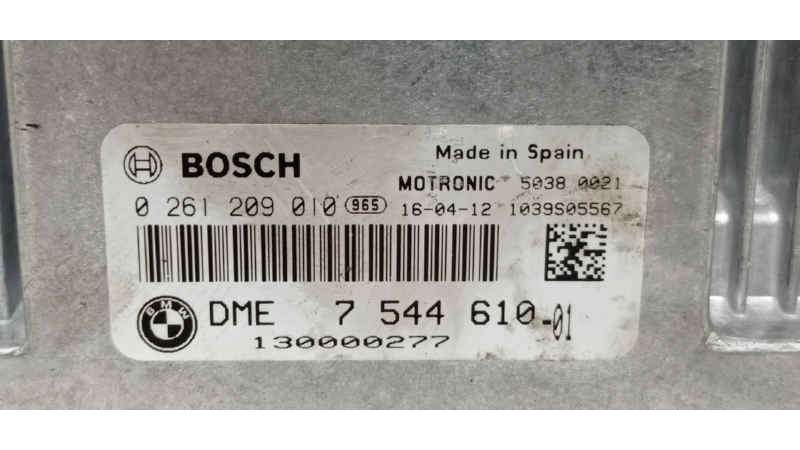 BOSCH
Made in Spain
MOTRONIC 5038 0021
0 261 209 010 965 16-04-12 1039S05567
BMW DME 7 544 610-01
130000277